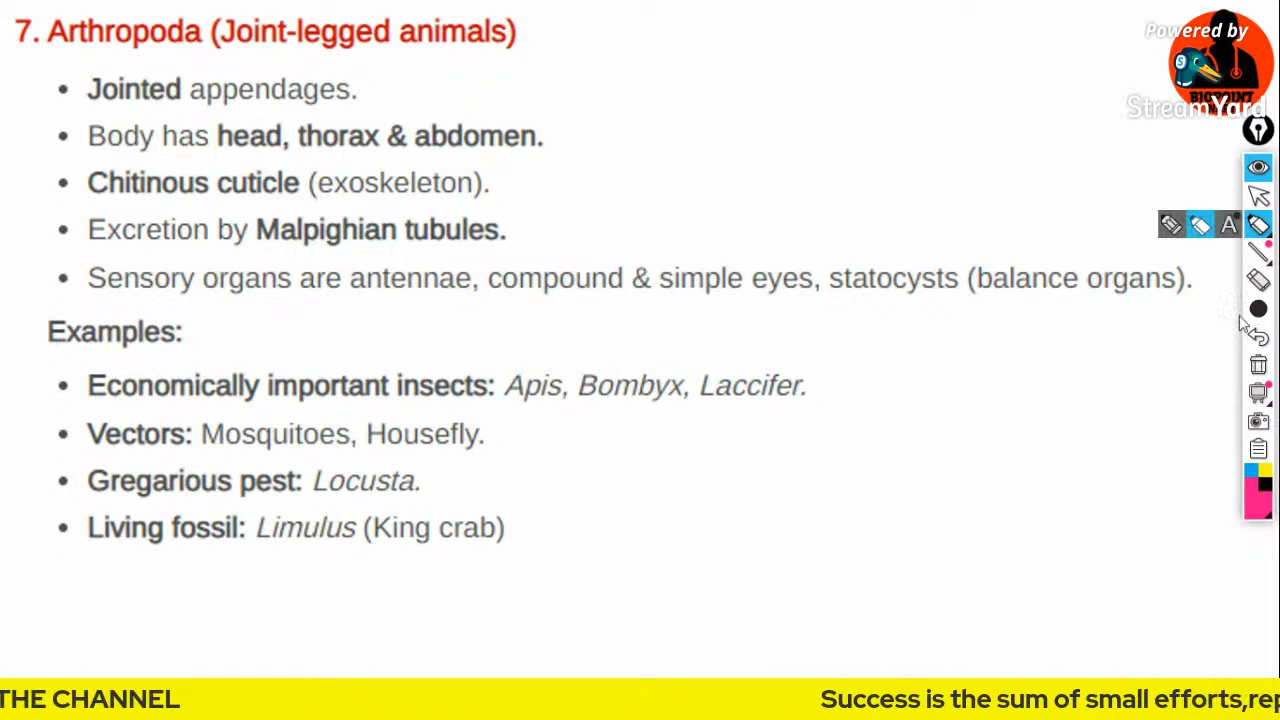 7. Arthropoda (Joint-legged animals)
• Jointed appendages.
• Body has head, thorax & abdomen.
• Chitinous cuticle (exoskeleton).
• Excretion by Malpighian tubules.
• Sensory organs are antennae, compound & simple eyes, statocysts (balance organs).
Examples:
• Economically important insects: Apis, Bombyx, Laccifer.
• Vectors: Mosquitoes, Housefly.
• Gregarious pest: Locusta.
• Living fossil: Limulus (King crab)
Powered by
S
StreamYard
A
THE CHANNEL
Success is the sum of small efforts,rep